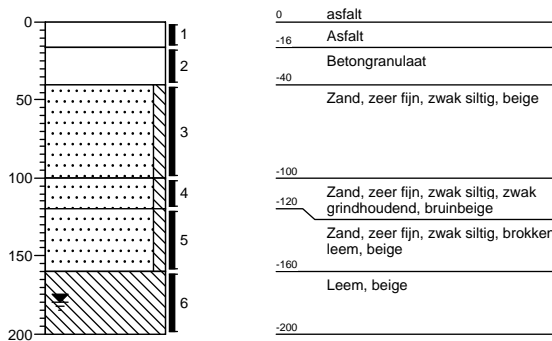 0
50
100
150
200
1
2
3
4
5
6
0 asfalt
-16 Asfalt
Betongranulaat
-40
Zand, zeer fijn, zwak siltig, beige
-100
Zand, zeer fijn, zwak siltig, zwak
grindhoudend, bruinbeige
-120
Zand, zeer fijn, zwak siltig, brokken
leem, beige
-160
Leem, beige
-200